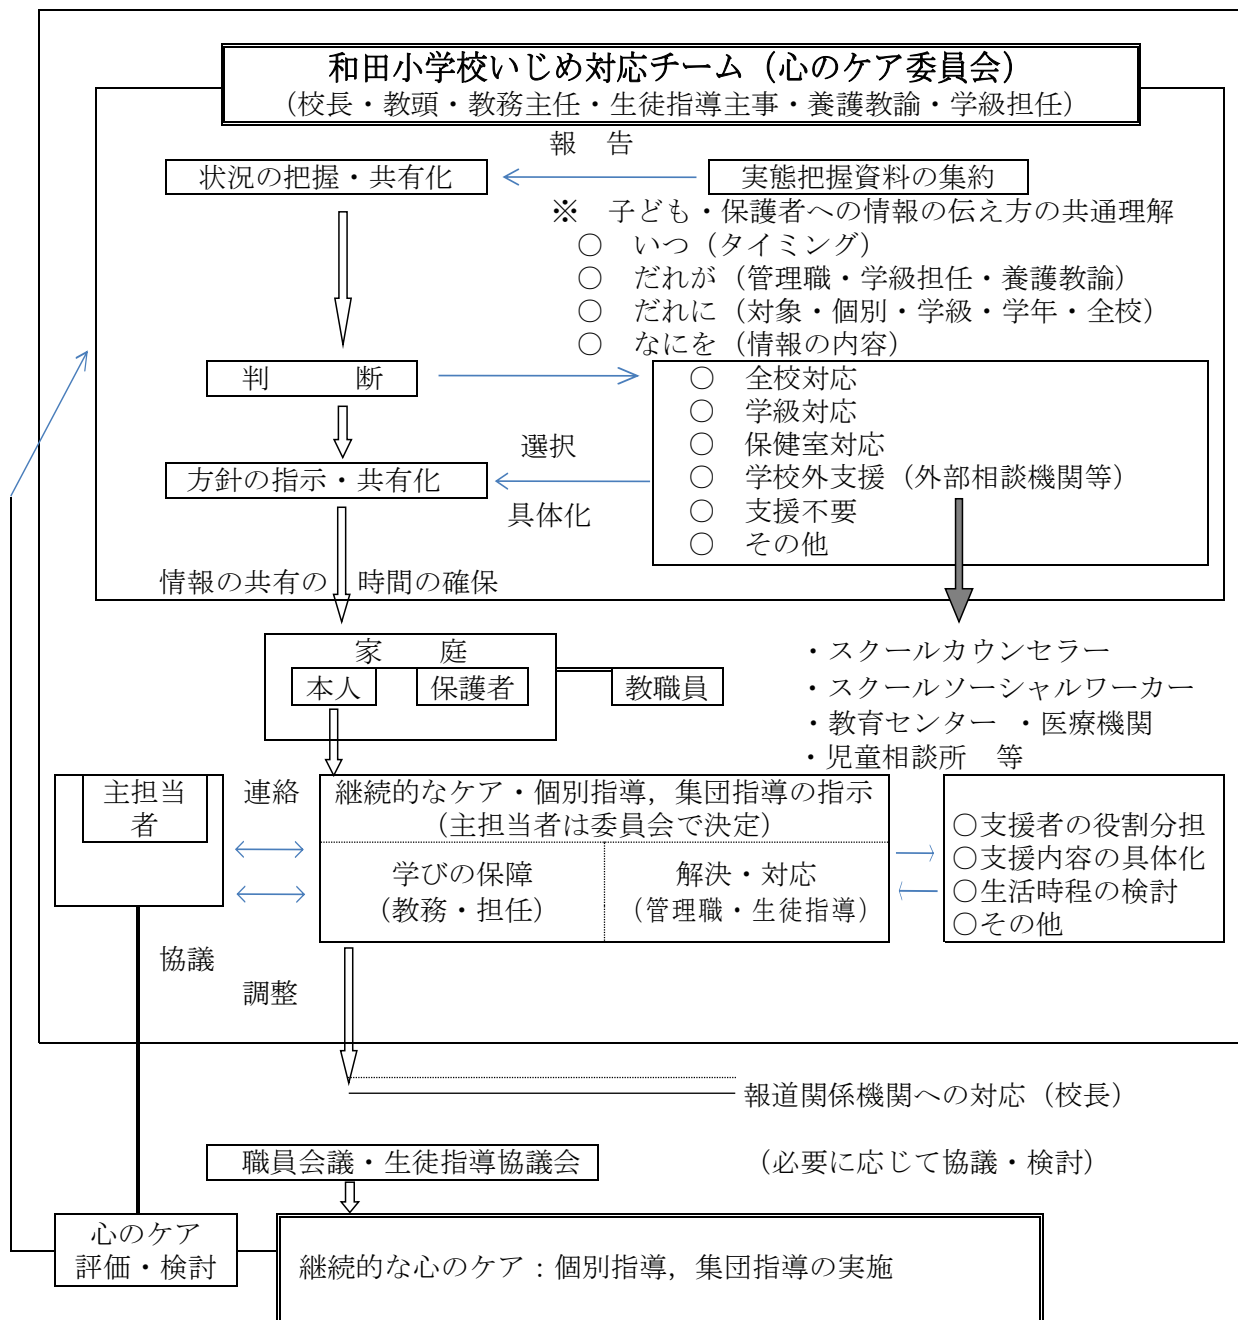 和田小学校いじめ対応チーム（心のケア委員会）
（校長・教頭・教務主任・生徒指導主事・養護教諭・学級担任）
報　告
状況の把握・共有化
実態把握資料の集約
※　子ども・保護者への情報の伝え方の共通理解
○　いつ（タイミング）
○　だれが（管理職・学級担任・養護教諭）
○　だれに（対象・個別・学級・学年・全校）
○　なにを（情報の内容）
判　　断
○　全校対応
○　学級対応
○　保健室対応
○　学校外支援（外部相談機関等）
○　支援不要
○　その他
選択
方針の指示・共有化
具体化
情報の共有の　時間の確保
家　　庭
本人
保護者
教職員
・スクールカウンセラー
・スクールソーシャルワーカー
・教育センター ・医療機関
・児童相談所　等
主担当
者
連絡
継続的なケア・個別指導，集団指導の指示
（主担当者は委員会で決定）
学びの保障
（教務・担任）
解決・対応
（管理職・生徒指導）
○支援者の役割分担
○支援内容の具体化
○生活時程の検討
○その他
協議
調整
報道関係機関への対応（校長）
職員会議・生徒指導協議会
（必要に応じて協議・検討）
心のケア
評価・検討
継続的な心のケア：個別指導，集団指導の実施